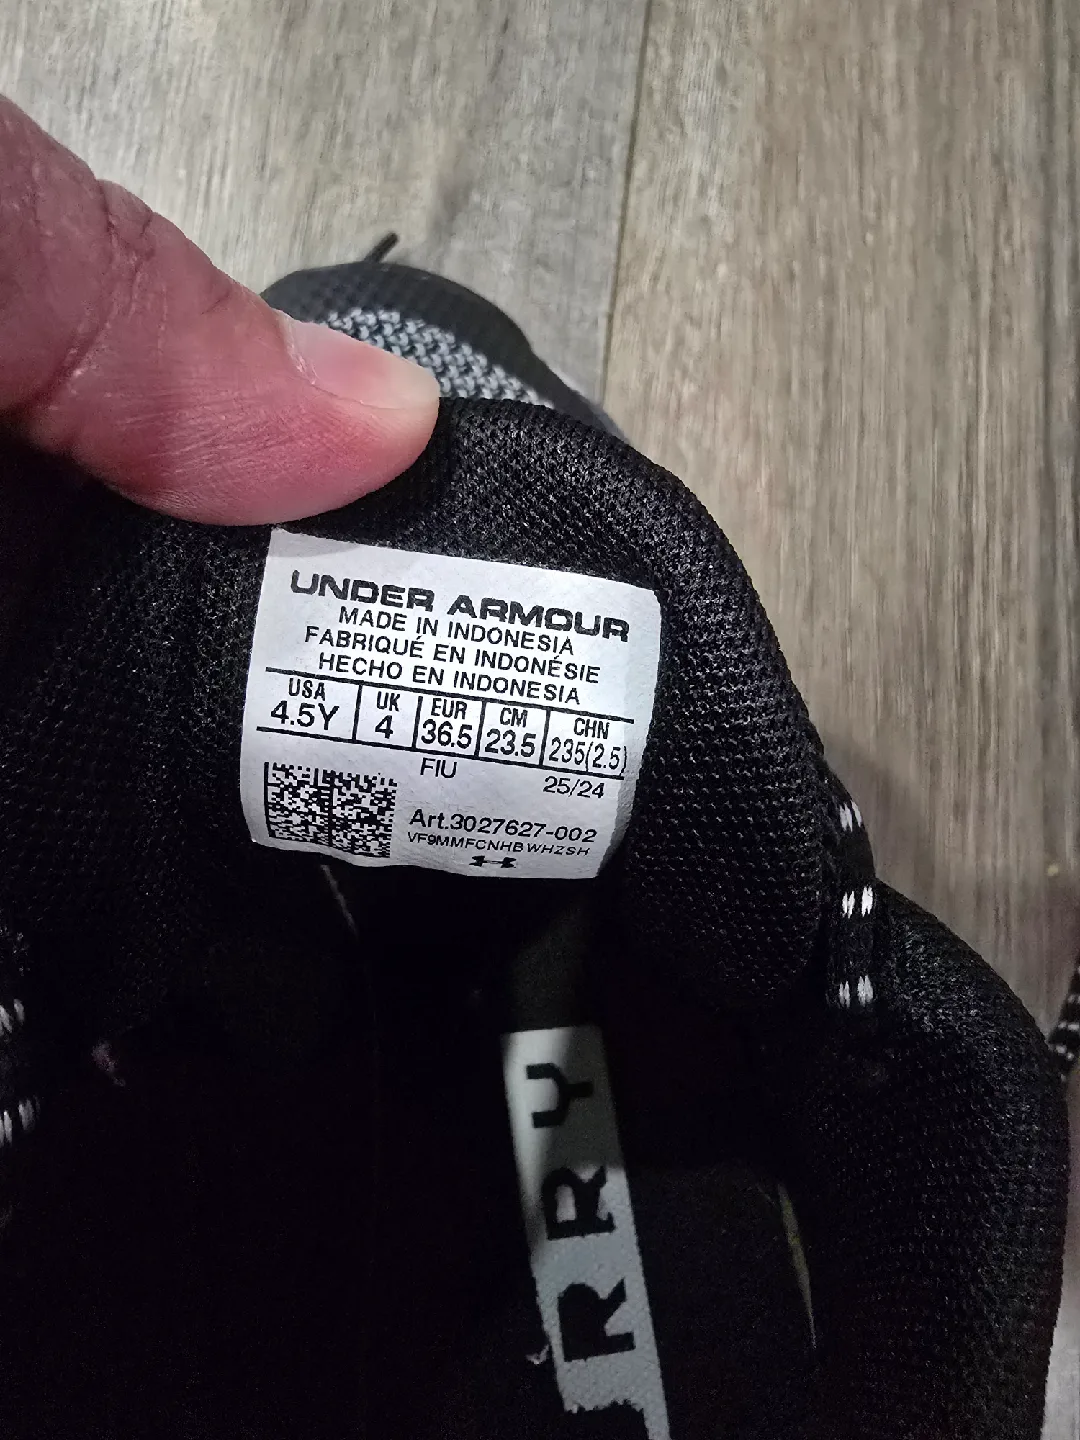 UNDER ARMOUR
MADE IN INDONESIA
FABRIQUÉ EN INDONÉSIE
HECHO EN INDONESIA
USA UK EUR CM CHN
4.5Y 4 36.5 23.5 235(2.5)
FIU 25/24
Art.3027627-002
VF9MMFCNHBWHZSH
RRY